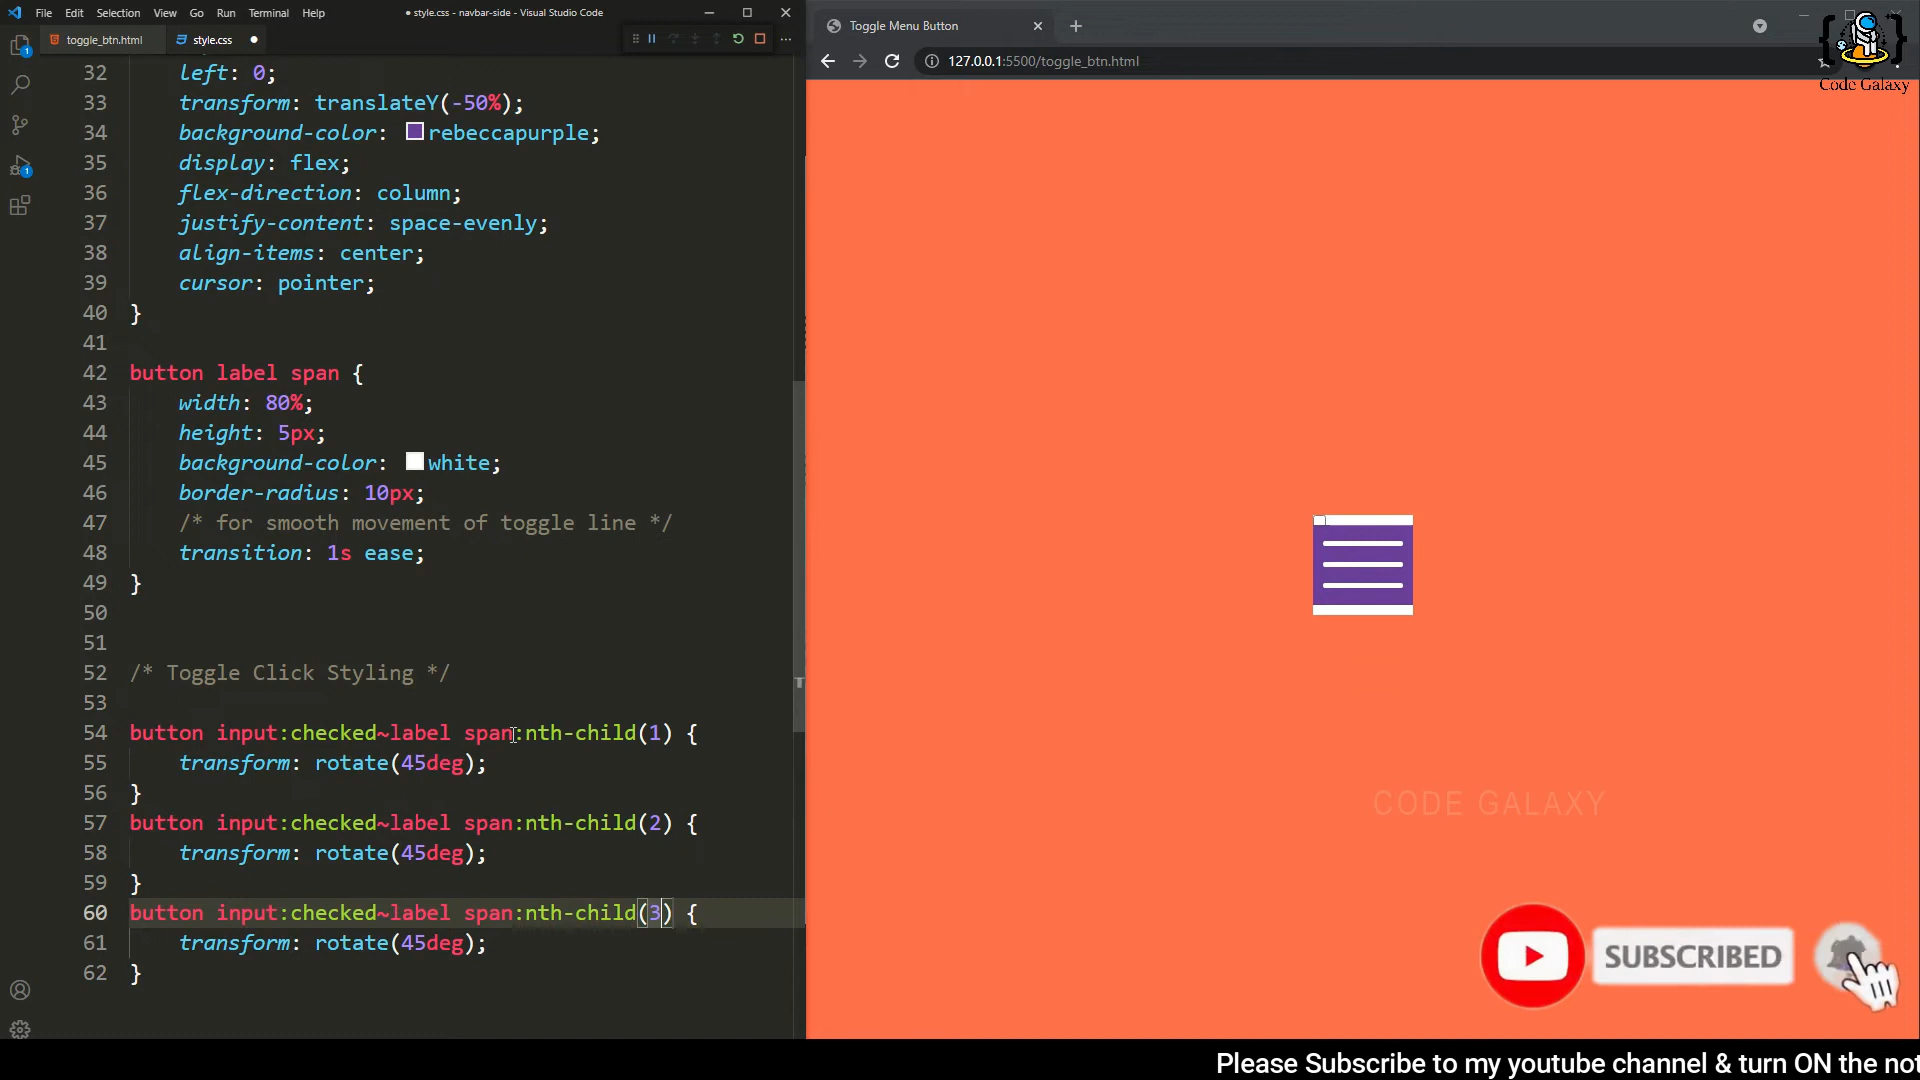 File Edit Selection View Go Run Terminal Help
● style.css - navbar-side - Visual Studio Code
toggle_btn.html
style.css
Toggle Menu Button
127.0.0.1:5500/toggle_btn.html
Code Galaxy
32 left: 0;
33 transform: translateY(-50%);
34 background-color: rebeccapurple;
35 display: flex;
36 flex-direction: column;
37 justify-content: space-evenly;
38 align-items: center;
39 cursor: pointer;
40 }
41
42 button label span {
43 width: 80%;
44 height: 5px;
45 background-color: white;
46 border-radius: 10px;
47 /* for smooth movement of toggle line */
48 transition: 1s ease;
49 }
50
51
52 /* Toggle Click Styling */
53
54 button input:checked~label span:nth-child(1) {
55 transform: rotate(45deg);
56 }
57 button input:checked~label span:nth-child(2) {
58 transform: rotate(45deg);
59 }
60 button input:checked~label span:nth-child(3) {
61 transform: rotate(45deg);
62 }
CODE GALAXY
SUBSCRIBED
Please Subscribe to my youtube channel & turn ON the not